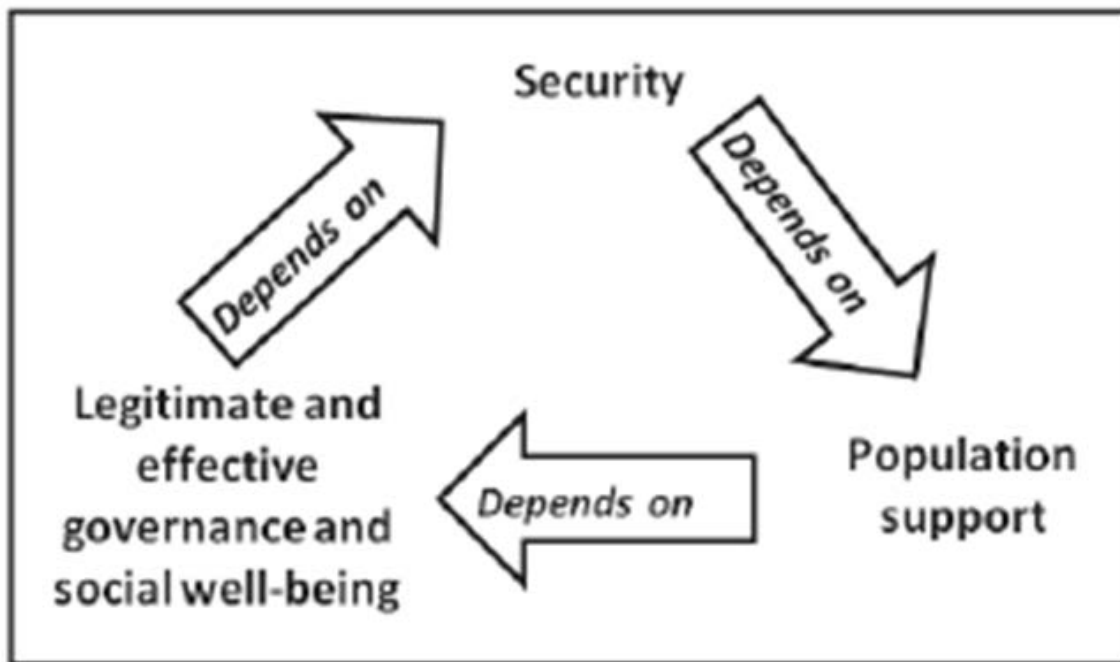 Security
Depends on
Depends on
Legitimate and
effective
governance and
social well-being
Depends on
Population
support